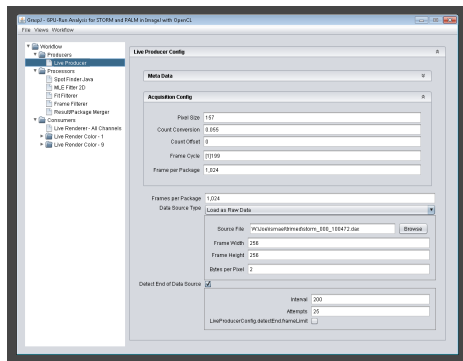 GraspJ - GPU-Run Analysis for STORM and PALM in ImageJ with OpenCL
File Views Workflow
Workflow
Producers
Live Producer
Processors
Spot Finder Java
MLE Fitter 2D
Fit Filterer
Frame Filterer
ResultPackage Merger
Consumers
Live Renderer - All Channels
Live Render Color - 1
Live Render Color - 9
Live Producer Config
Meta Data
Acquisition Config
Pixel Size 157
Count Conversion 0.055
Count Offset 0
Frame Cycle [1]199
Frame per Package 1,024
Frames per Package 1,024
Data Source Type Load as Raw Data
Source File Browse
Frame Width 256
Frame Height 256
Bytes per Pixel 2
Detect End of Data Source
Interval 200
Attempts 25
LiveProducerConfig.detectEnd.frameLimit